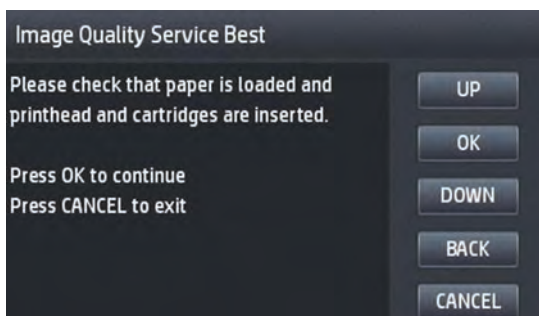 Image Quality Service Best
Please check that paper is loaded and
printhead and cartridges are inserted.
Press OK to continue
Press CANCEL to exit
UP
OK
DOWN
BACK
CANCEL